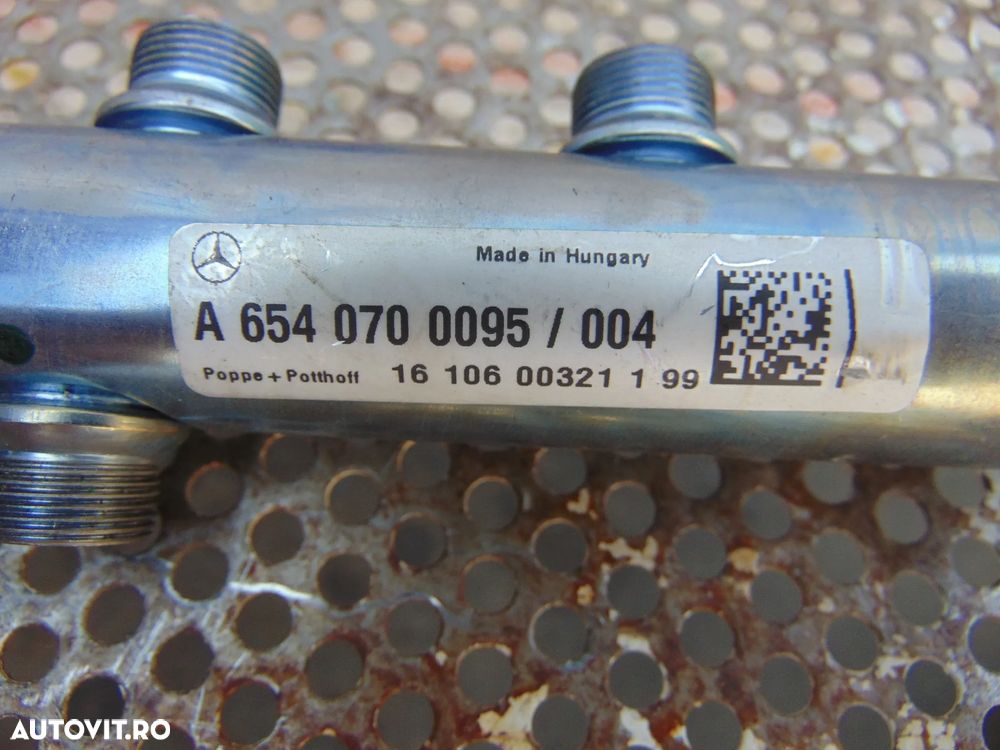 Made in Hungary
A 654 070 0095 / 004
Poppe + Potthoff 16 106 00321 1 99
AUTOVIT.RO